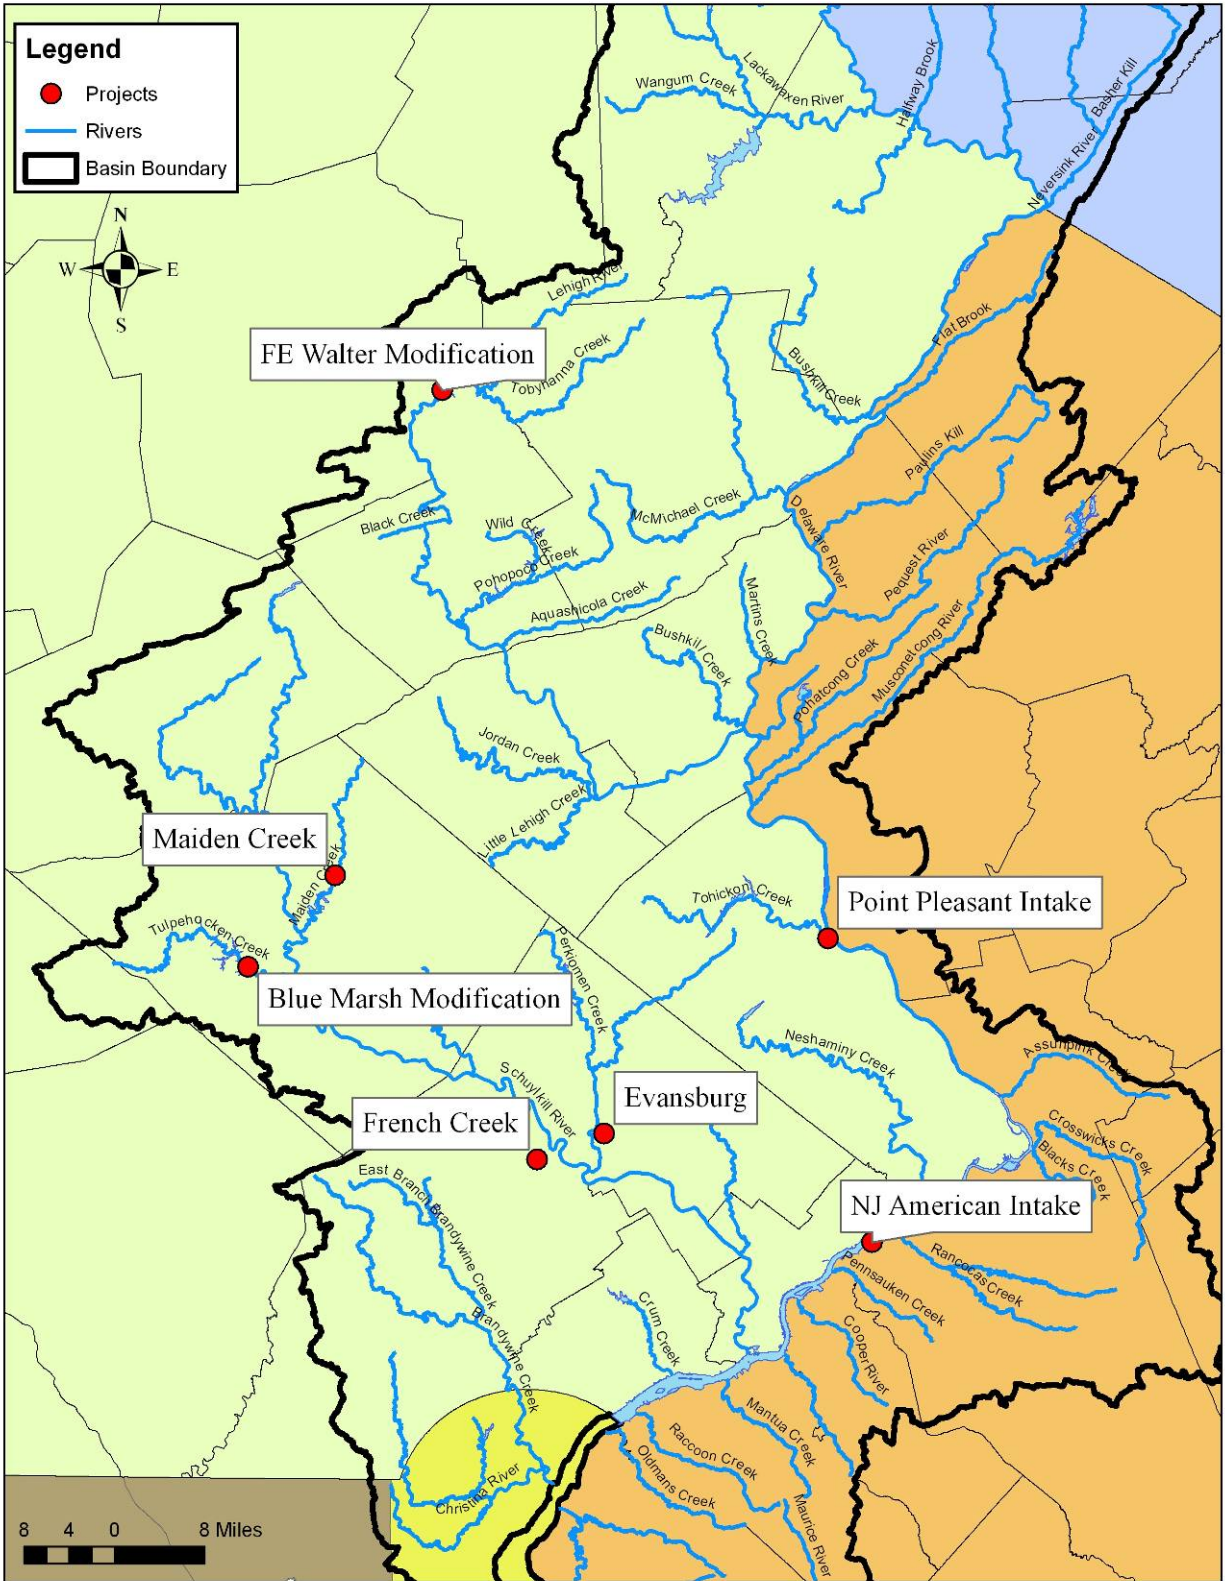 Legend
Projects
Rivers
Basin Boundary
N
W E
S
Wangum Creek
Lackawaxen River
Halfway Brook
Basher Kill
Neversink River
Lehigh River
FE Walter Modification
Tobyhanna Creek
Bushkill Creek
Flat Brook
Paulins Kill
Black Creek
Wild Creek
McMichael Creek
Delaware River
Pohopoco Creek
Pequest River
Aquashicola Creek
Martins Creek
Bushkill Creek
Pohatcong Creek
Musconetcong River
Jordan Creek
Little Lehigh Creek
Maiden Creek
Maiden Creek
Tohickon Creek
Point Pleasant Intake
Tulpehocken Creek
Perkiomen Creek
Blue Marsh Modification
Neshaminy Creek
Assunpink Creek
Schuylkill River
Evansburg
French Creek
Crosswicks Creek
Blacks Creek
East Branch Brandywine Creek
NJ American Intake
Rancocas Creek
Pennsauken Creek
Crum Creek
Cooper River
Brandywine Creek
Mantua Creek
Raccoon Creek
Oldmans Creek
Christina River
Maurice River
8 4 0 8 Miles